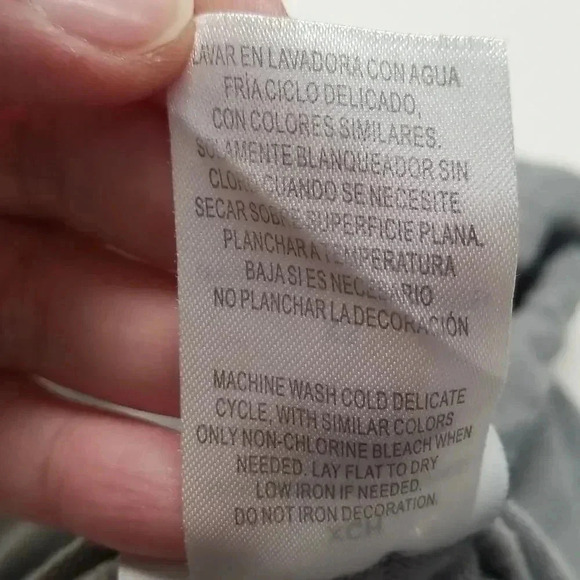 LAVAR EN LAVADORA CON AGUA
FRÍA CICLO DELICADO,
CON COLORES SIMILARES.
SOLAMENTE BLANQUEADOR SIN
CLORO CUANDO SE NECESITE
SECAR SOBRE SUPERFICIE PLANA.
PLANCHAR A TEMPERATURA
BAJA SI ES NECESARIO
NO PLANCHAR LA DECORACIÓN
MACHINE WASH COLD DELICATE
CYCLE, WITH SIMILAR COLORS
ONLY NON-CHLORINE BLEACH WHEN
NEEDED. LAY FLAT TO DRY
LOW IRON IF NEEDED.
DO NOT IRON DECORATION.